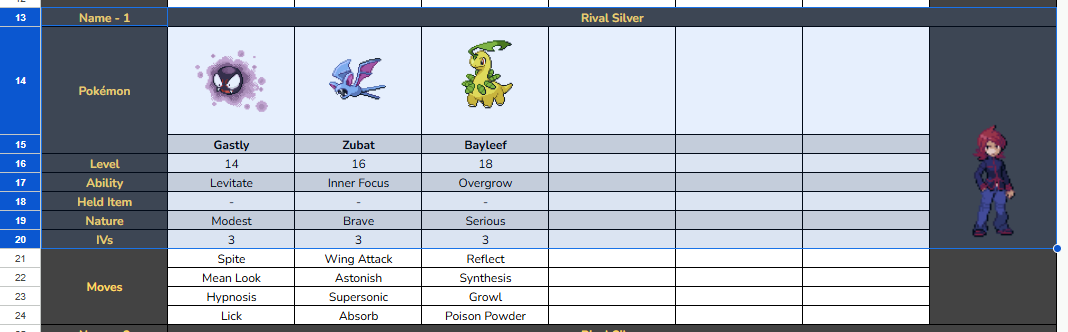 13 Name - 1 Rival Silver
14 Pokémon
15 Gastly Zubat Bayleef
16 Level 14 16 18
17 Ability Levitate Inner Focus Overgrow
18 Held Item - - -
19 Nature Modest Brave Serious
20 IVs 3 3 3
21 Spite Wing Attack Reflect
22 Moves Mean Look Astonish Synthesis
23 Hypnosis Supersonic Growl
24 Lick Absorb Poison Powder